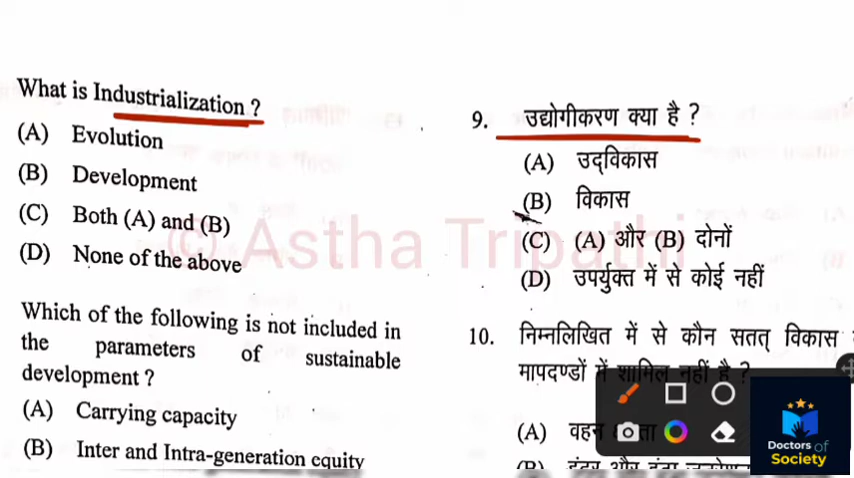 What is Industrialization ?
(A) Evolution
(B) Development
(C) Both (A) and (B)
(D) None of the above
Which of the following is not included in
the parameters of sustainable
development ?
(A) Carrying capacity
(B) Inter and Intra-generation equity
9. उद्योगीकरण क्या है ?
(A) उद्विकास
(B) विकास
(C) (A) और (B) दोनों
(D) उपर्युक्त में से कोई नहीं
10. निम्नलिखित में से कौन सतत् विकास
मापदण्डों में शामिल नहीं है ?
(A) वहन
(B)
© Astha Tripathi
Doctors of
Society